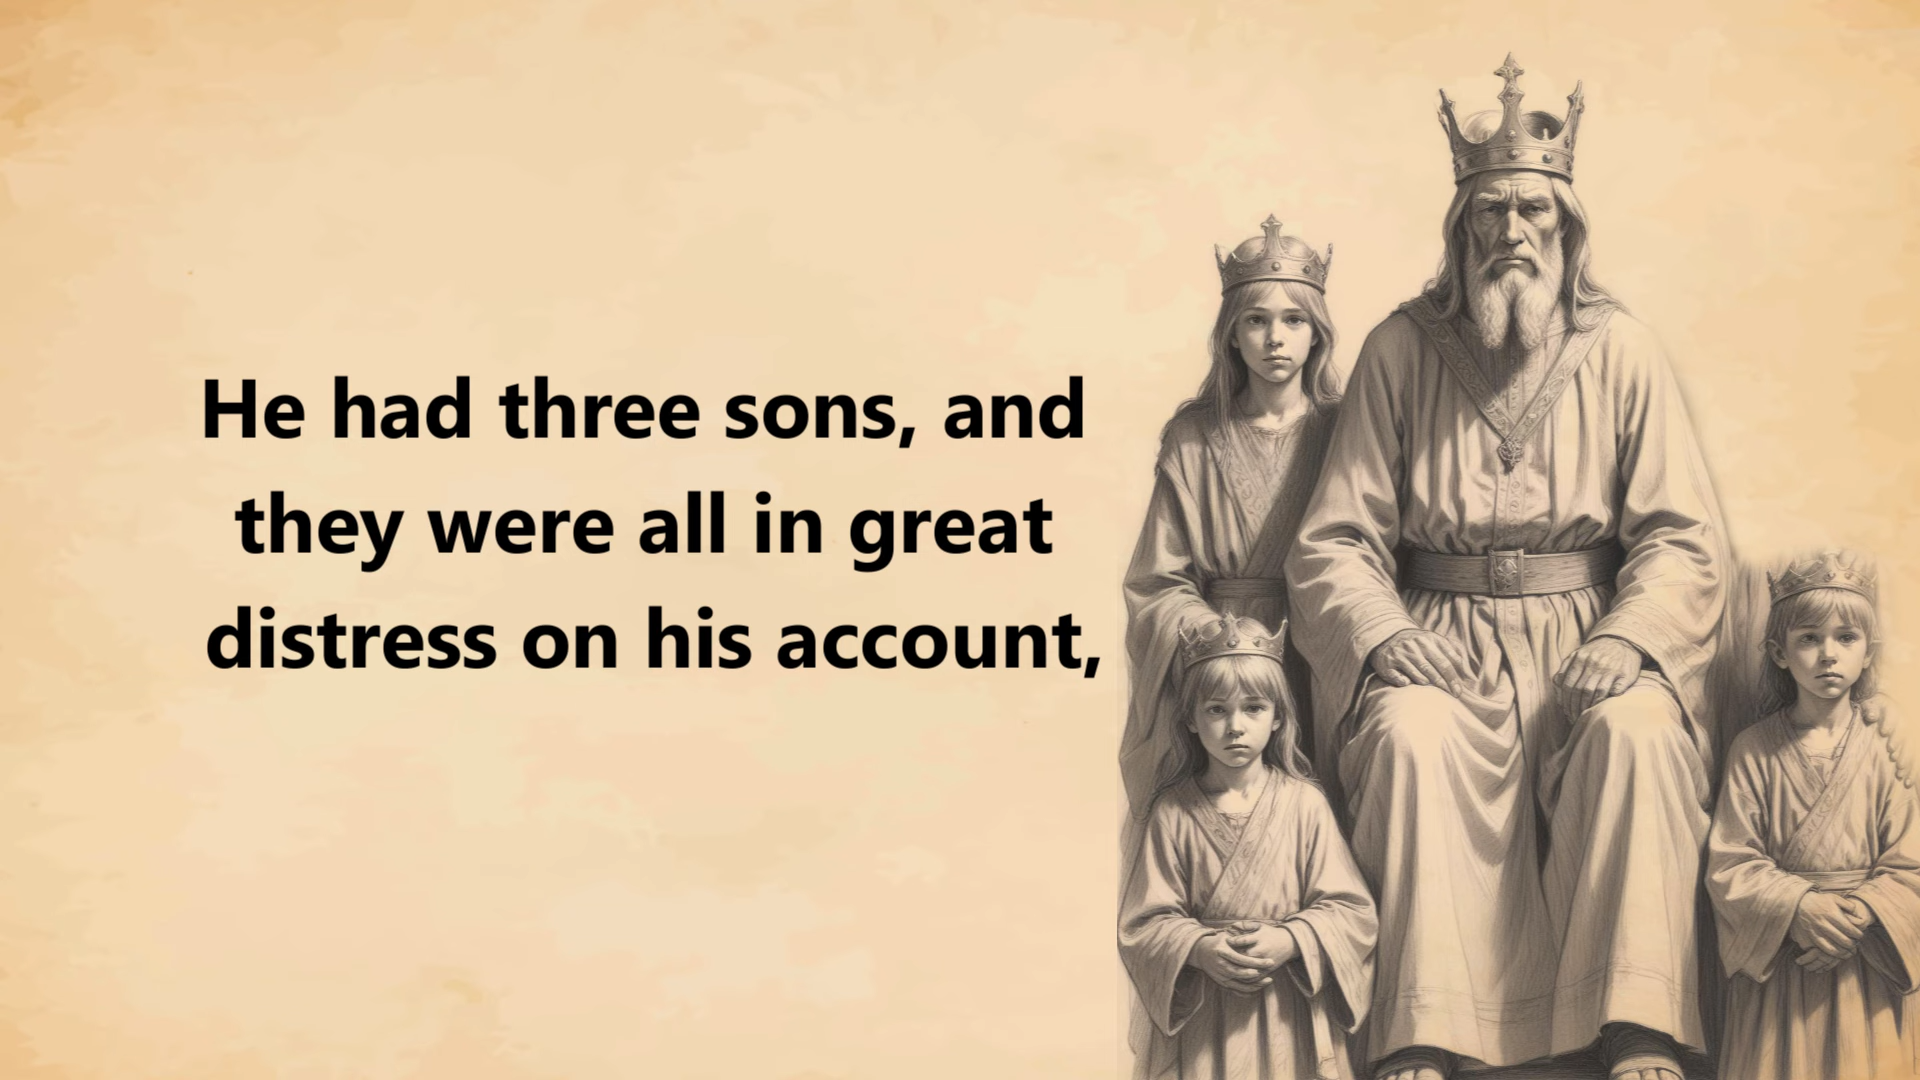 He had three sons, and
they were all in great
distress on his account,